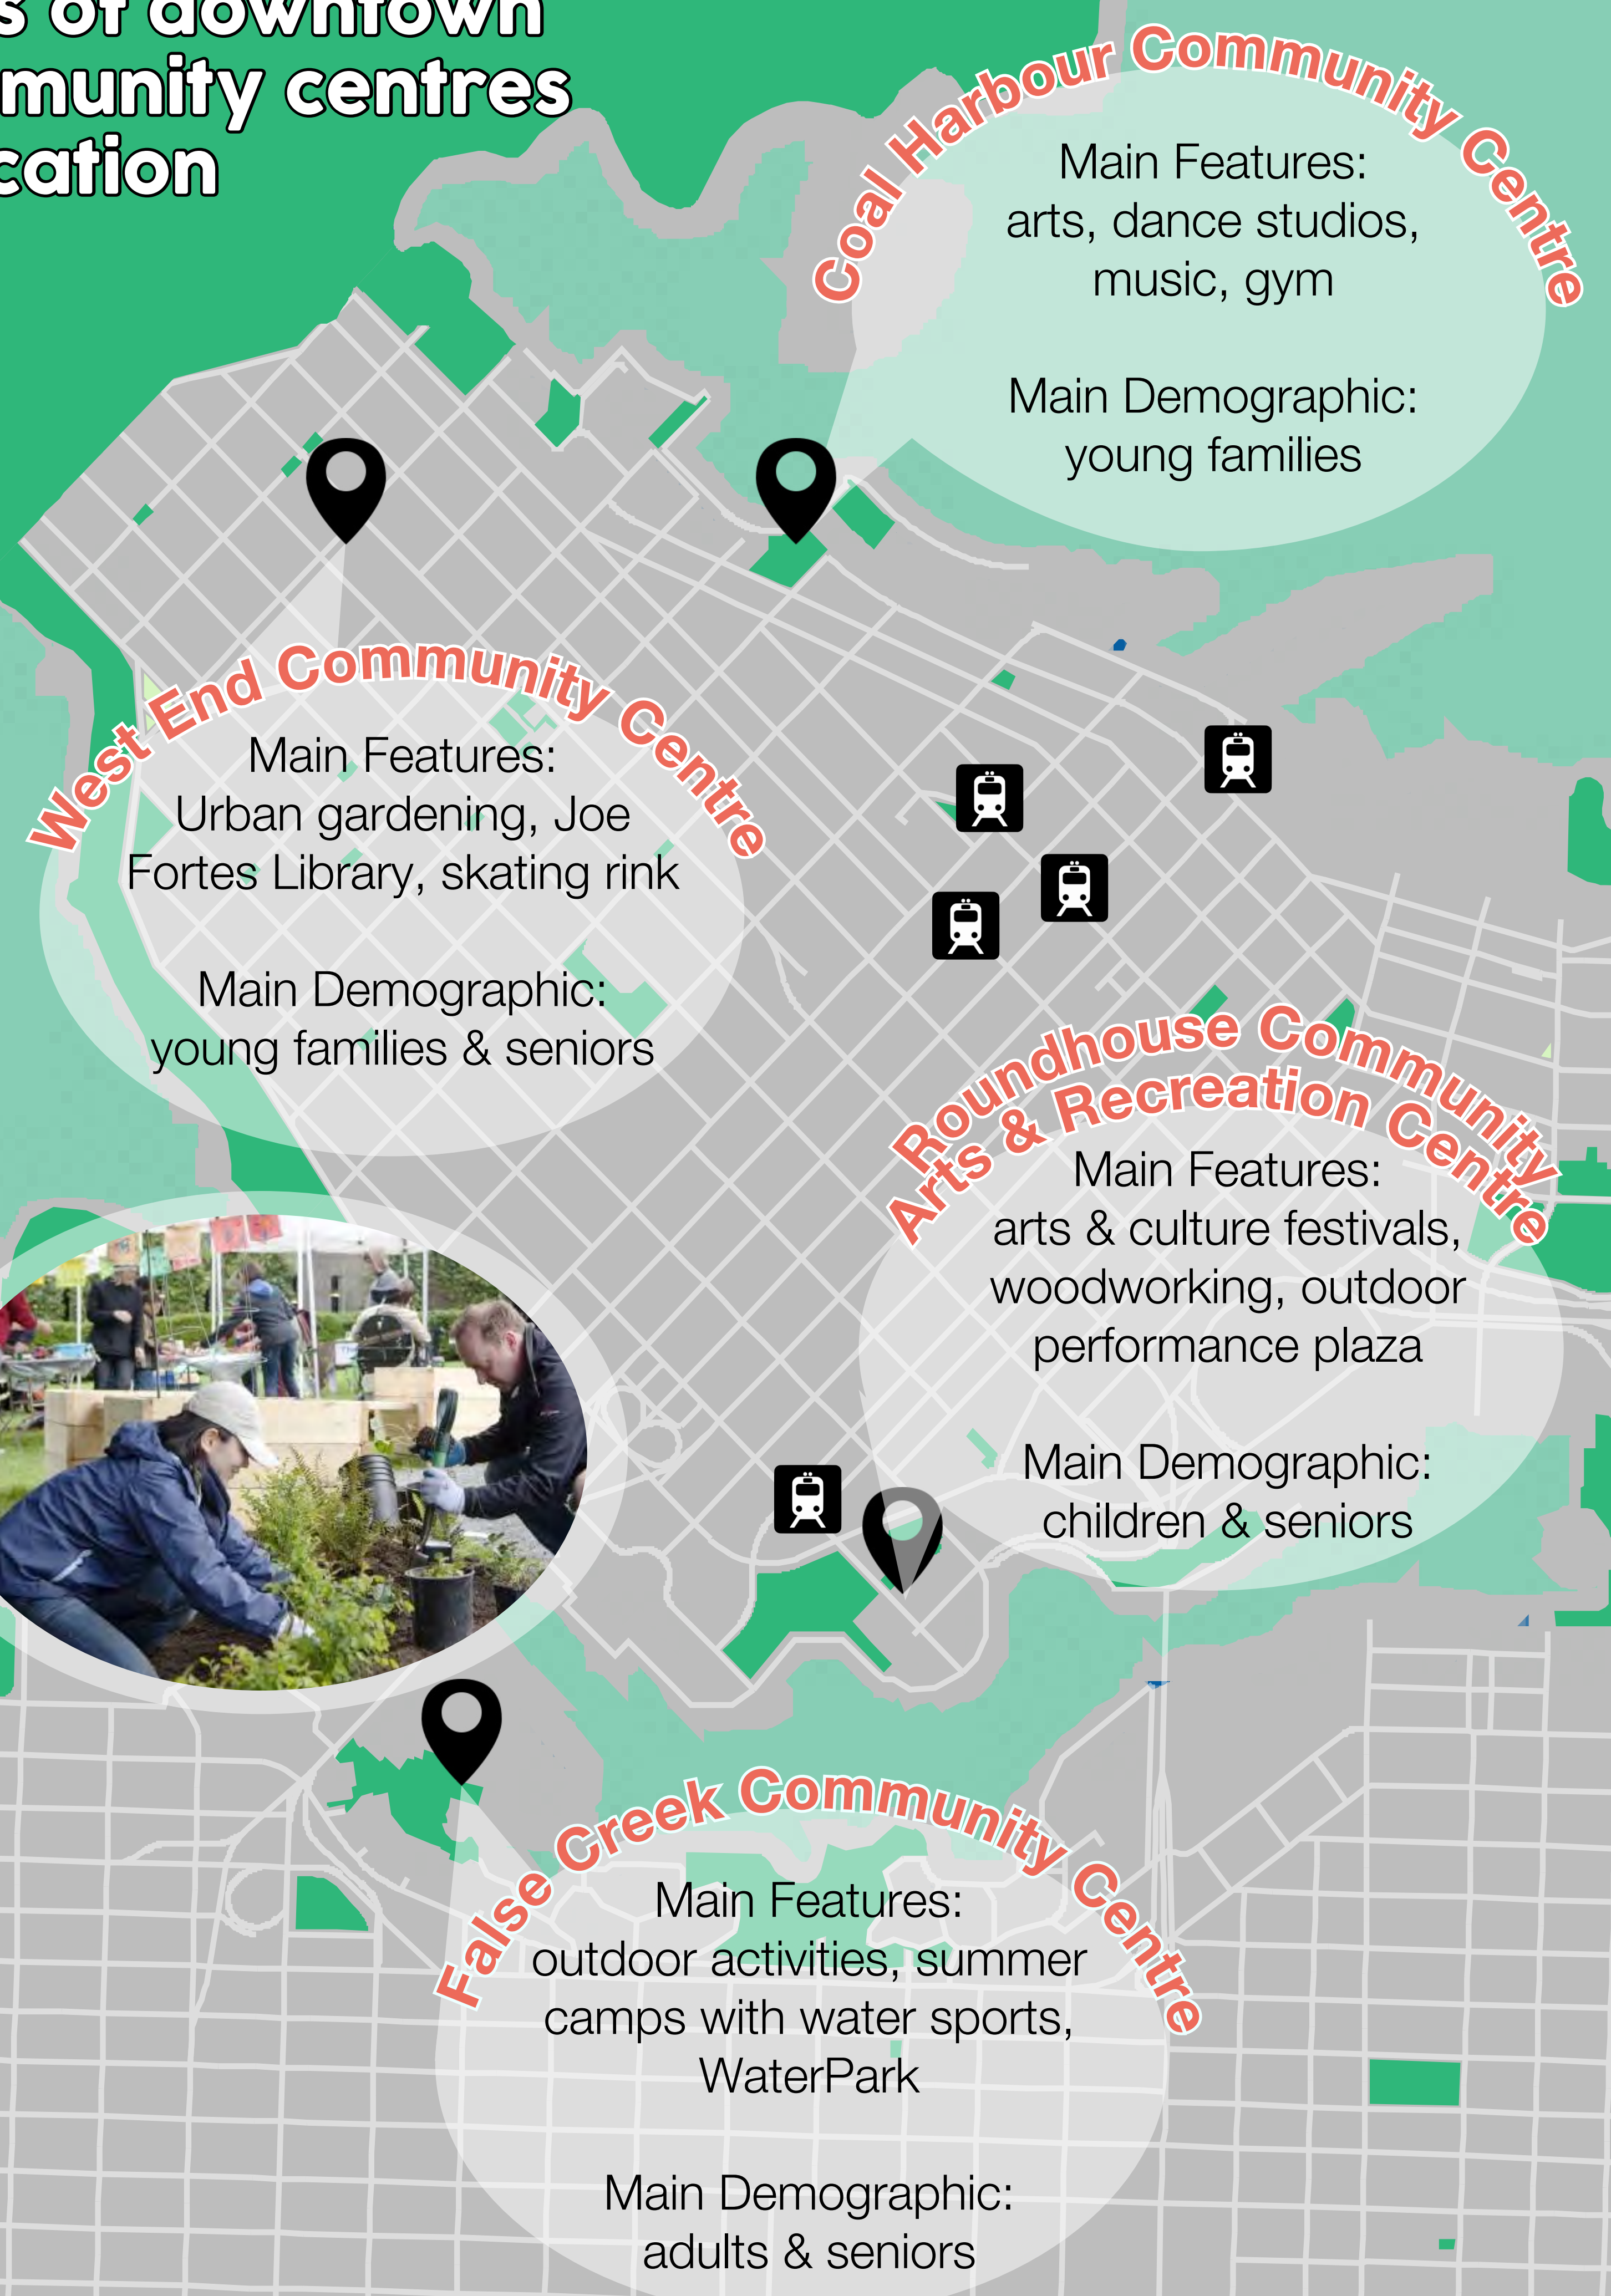 s of downtown
munity centres
cation
Coal Harbour Community Centre
Main Features:
arts, dance studios,
music, gym
Main Demographic:
young families
West End Community Centre
Main Features:
Urban gardening, Joe
Fortes Library, skating rink
Main Demographic:
young families & seniors
Roundhouse Community
Arts & Recreation Centre
Main Features:
arts & culture festivals,
woodworking, outdoor
performance plaza
Main Demographic:
children & seniors
False Creek Community Centre
Main Features:
outdoor activities, summer
camps with water sports,
WaterPark
Main Demographic:
adults & seniors